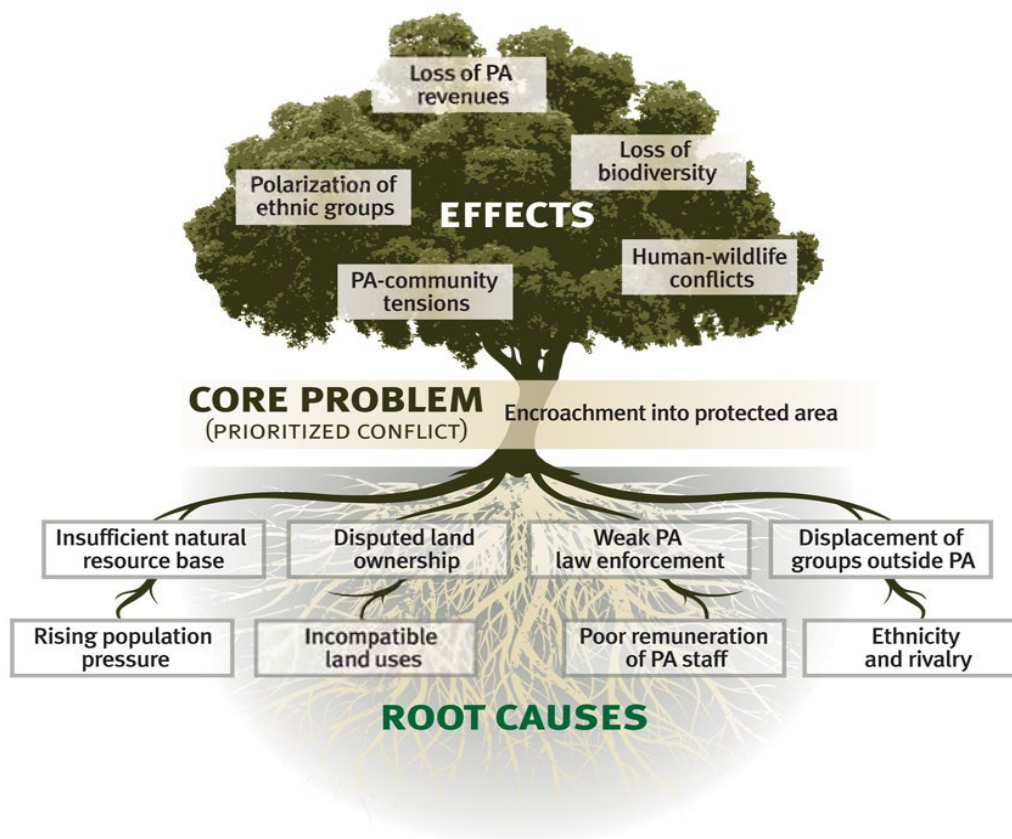 Loss of PA
revenues
Loss of
biodiversity
Polarization of
ethnic groups
EFFECTS
Human-wildlife
conflicts
PA-community
tensions
CORE PROBLEM
(PRIORITIZED CONFLICT)
Encroachment into protected area
Insufficient natural
resource base
Disputed land
ownership
Weak PA
law enforcement
Displacement of
groups outside PA
Rising population
pressure
Incompatible
land uses
Poor remuneration
of PA staff
Ethnicity
and rivalry
ROOT CAUSES